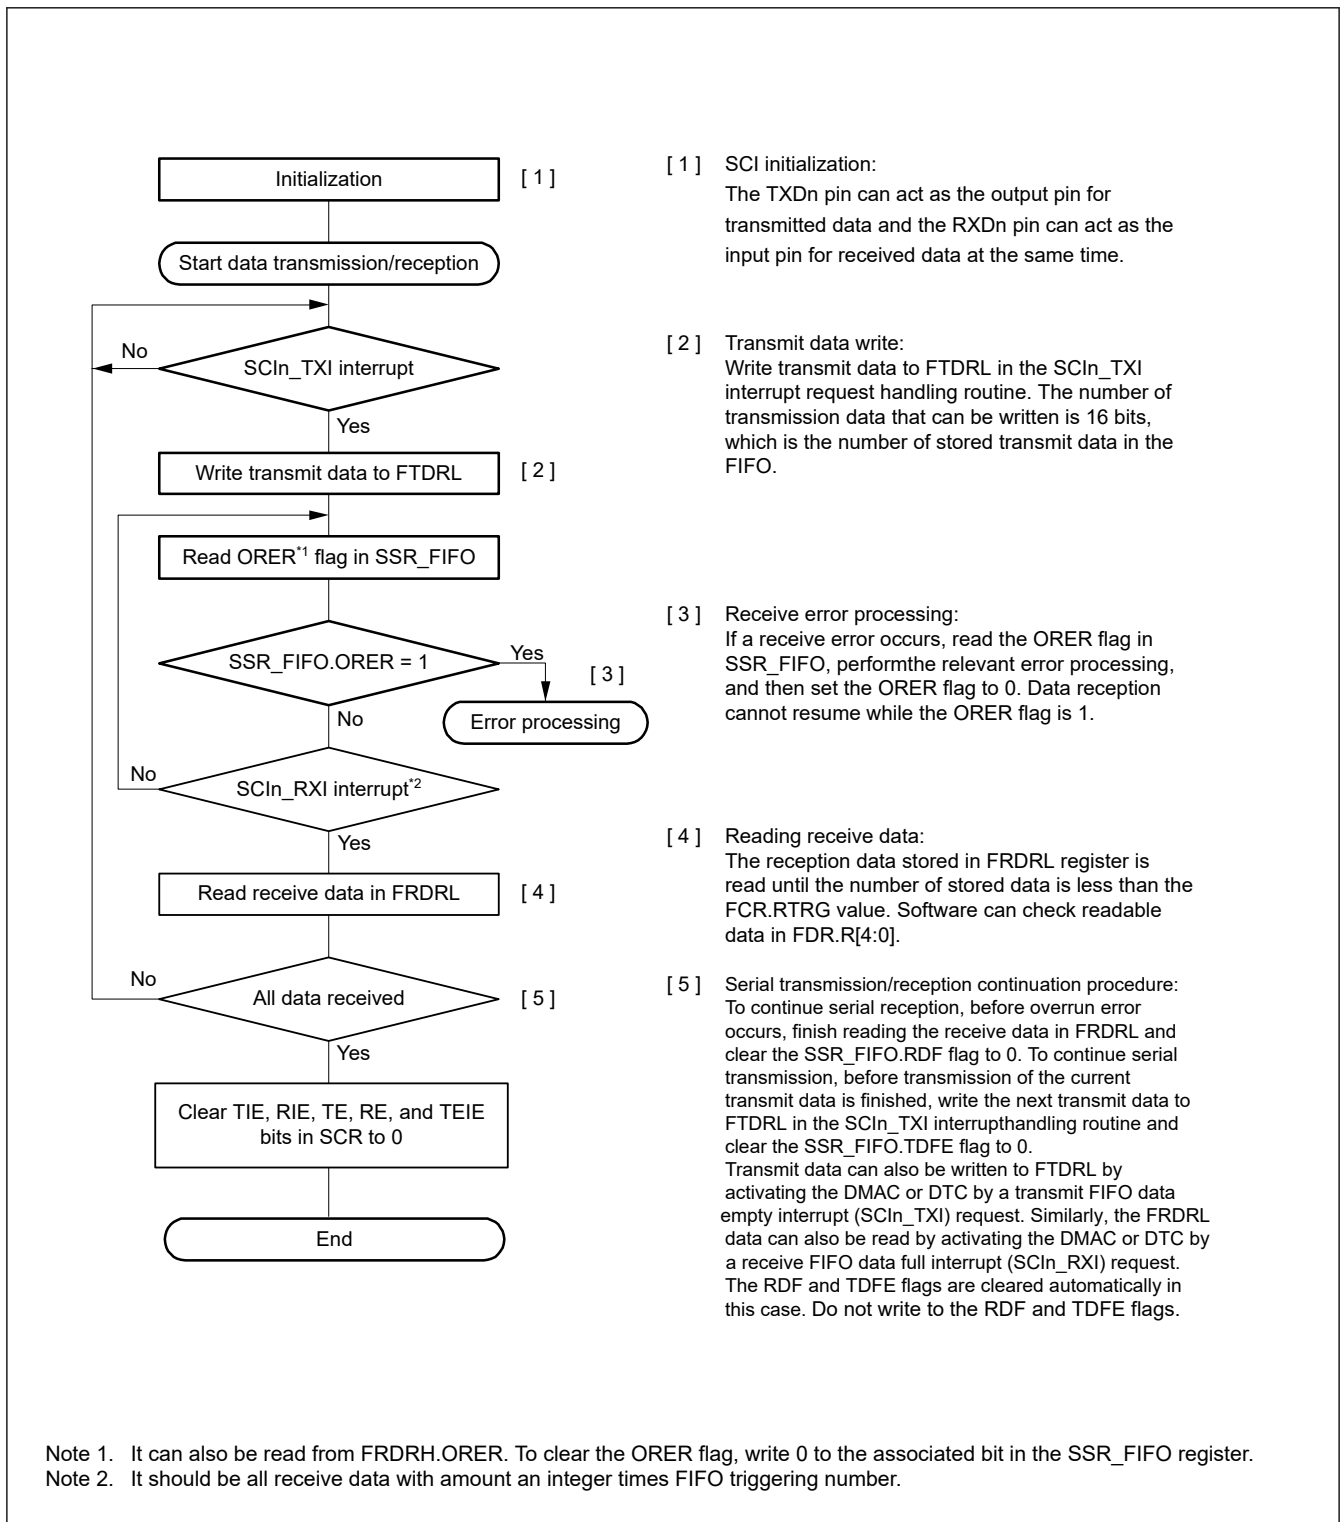 Initialization
[ 1 ]
Start data transmission/reception
No
SCIn_TXI interrupt
Yes
Write transmit data to FTDRL
[ 2 ]
Read ORER*1 flag in SSR_FIFO
SSR_FIFO.ORER = 1
Yes
[ 3 ]
Error processing
No
No
SCIn_RXI interrupt*2
Yes
Read receive data in FRDRL
[ 4 ]
No
All data received
[ 5 ]
Yes
Clear TIE, RIE, TE, RE, and TEIE
bits in SCR to 0
End
[ 1 ] SCI initialization:
The TXDn pin can act as the output pin for
transmitted data and the RXDn pin can act as the
input pin for received data at the same time.
[ 2 ] Transmit data write:
Write transmit data to FTDRL in the SCIn_TXI
interrupt request handling routine. The number of
transmission data that can be written is 16 bits,
which is the number of stored transmit data in the
FIFO.
[ 3 ] Receive error processing:
If a receive error occurs, read the ORER flag in
SSR_FIFO, performthe relevant error processing,
and then set the ORER flag to 0. Data reception
cannot resume while the ORER flag is 1.
[ 4 ] Reading receive data:
The reception data stored in FRDRL register is
read until the number of stored data is less than the
FCR.RTRG value. Software can check readable
data in FDR.R[4:0].
[ 5 ] Serial transmission/reception continuation procedure:
To continue serial reception, before overrun error
occurs, finish reading the receive data in FRDRL and
clear the SSR_FIFO.RDF flag to 0. To continue serial
transmission, before transmission of the current
transmit data is finished, write the next transmit data to
FTDRL in the SCIn_TXI interrupthandling routine and
clear the SSR_FIFO.TDFE flag to 0.
Transmit data can also be written to FTDRL by
activating the DMAC or DTC by a transmit FIFO data
empty interrupt (SCIn_TXI) request. Similarly, the FRDRL
data can also be read by activating the DMAC or DTC by
a receive FIFO data full interrupt (SCIn_RXI) request.
The RDF and TDFE flags are cleared automatically in
this case. Do not write to the RDF and TDFE flags.
Note 1. It can also be read from FRDRH.ORER. To clear the ORER flag, write 0 to the associated bit in the SSR_FIFO register.
Note 2. It should be all receive data with amount an integer times FIFO triggering number.